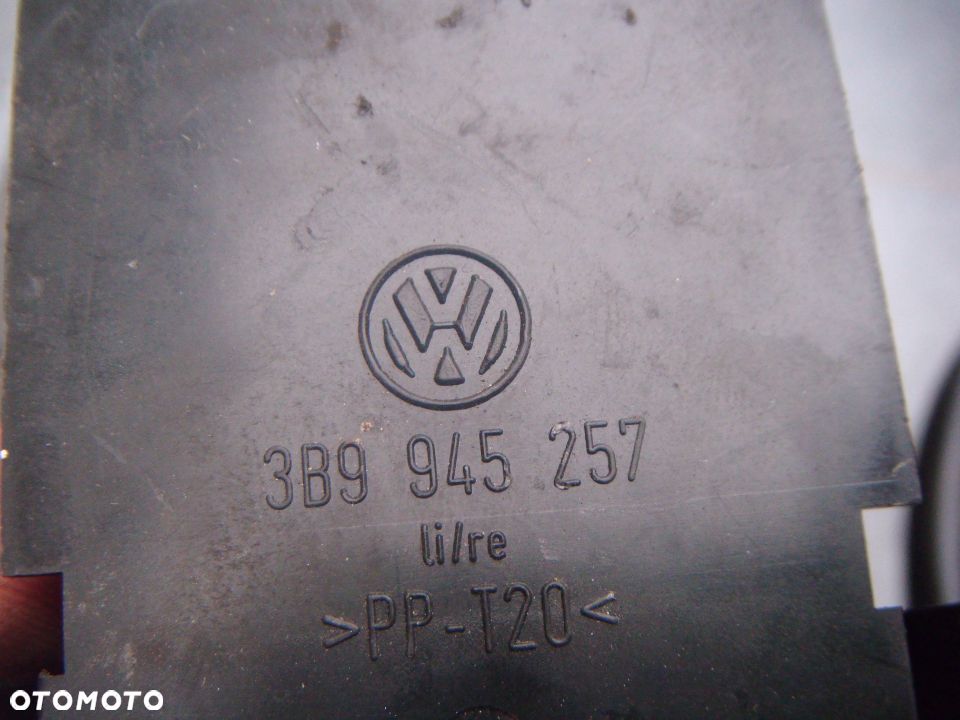 3B9 945 257
li/re
>PP-T20<
OTOMOTO